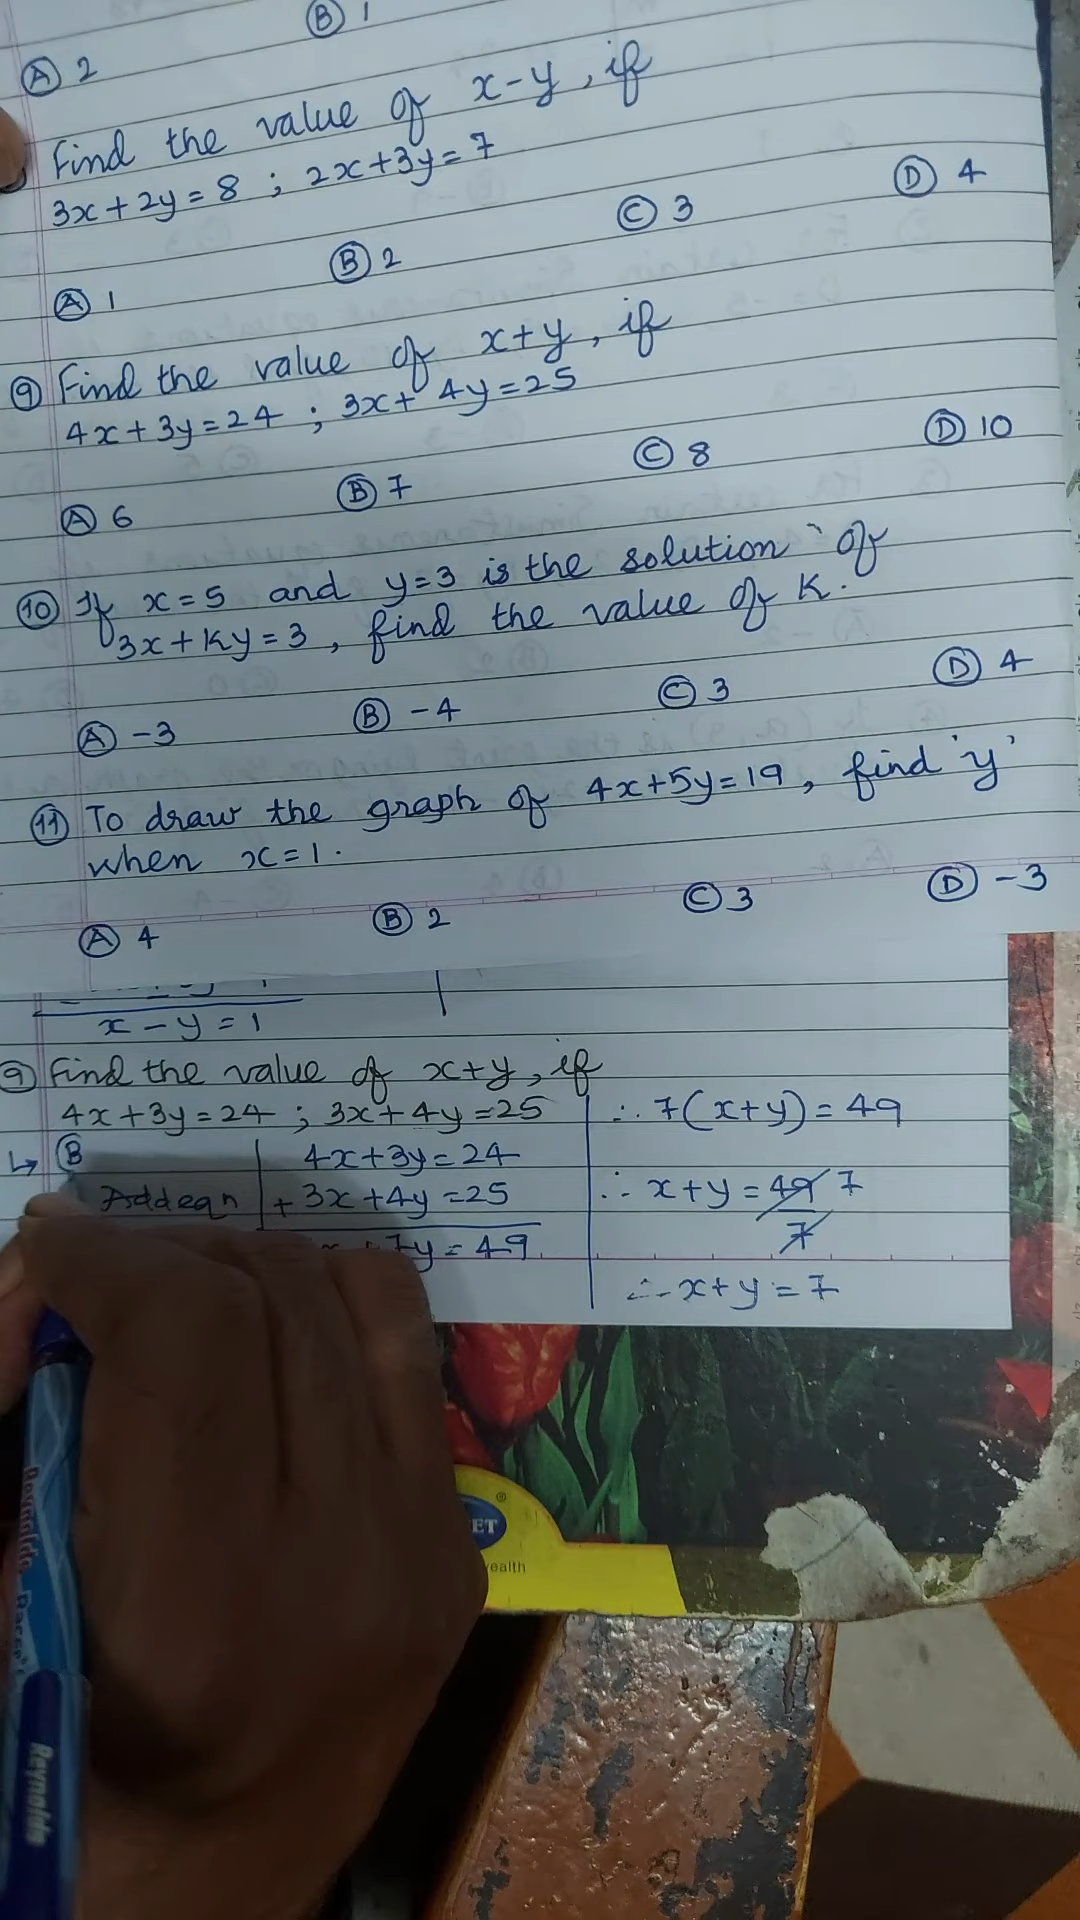 Ⓑ 1
Ⓐ 2
Find the value of x-y, if
3x+2y=8 ; 2x+3y=7
Ⓐ 1 Ⓑ 2 Ⓒ 3 Ⓓ 4
⑨ Find the value of x+y, if
4x+3y=24 ; 3x+4y=25
Ⓐ 6 Ⓑ 7 Ⓒ 8 Ⓓ 10
⑩ If x=5 and y=3 is the solution of
3x+Ky=3, find the value of K.
Ⓐ -3 Ⓑ -4 Ⓒ 3 Ⓓ 4
⑪ To draw the graph of 4x+5y=19, find 'y'
when x=1.
Ⓐ 4 Ⓑ 2 Ⓒ 3 Ⓓ -3
x-y=1
⑨ Find the value of x+y, if
4x+3y=24 ; 3x+4y=25
↳ Ⓑ
4x+3y=24
Add eqn + 3x+4y=25
7y=49
∴ 7(x+y)=49
∴ x+y=49 7
7
∴ x+y=7
Reynolds
Reynolds
ET
ealth